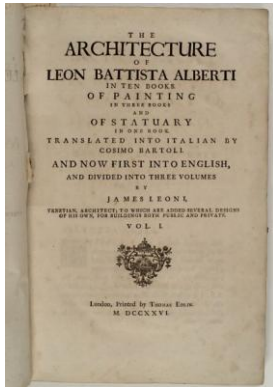 THE
ARCHITECTURE
OF
LEON BATTISTA ALBERTI
IN TEN BOOKS
OF PAINTING
IN THREE BOOKS
AND
OF STATUARY
IN ONE BOOK.
TRANSLATED INTO ITALIAN BY
COSIMO BARTOLI.
AND NOW FIRST INTO ENGLISH,
AND DIVIDED INTO THREE VOLUMES
BY
JAMES LEONI,
VENETIAN, ARCHITECT; TO WHICH ARE ADDED SEVERAL DESIGNS
OF HIS OWN, FOR BUILDINGS BOTH PUBLIC AND PRIVATE.
VOL. I.
London, Printed by THOMAS EDLIN.
M. DCCXXVI.